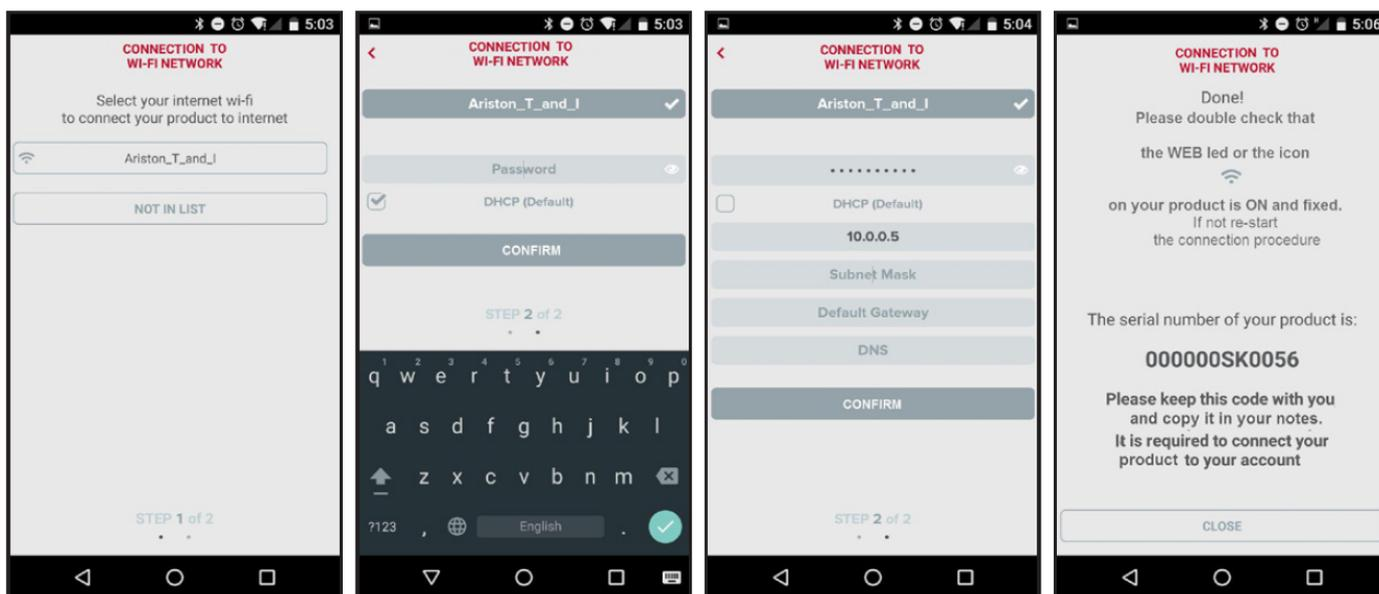 5:03
CONNECTION TO
WI-FI NETWORK
Select your internet wi-fi
to connect your product to internet
Ariston_T_and_I
NOT IN LIST
STEP 1 of 2
5:03
CONNECTION TO
WI-FI NETWORK
Ariston_T_and_I
Password
DHCP (Default)
CONFIRM
STEP 2 of 2
1 2 3 4 5 6 7 8 9 0
q w e r t y u i o p
a s d f g h j k l
z x c v b n m
?123 , English .
5:04
CONNECTION TO
WI-FI NETWORK
Ariston_T_and_I
DHCP (Default)
10.0.0.5
Subnet Mask
Default Gateway
DNS
CONFIRM
STEP 2 of 2
H
5:06
CONNECTION TO
WI-FI NETWORK
Done!
Please double check that
the WEB led or the icon
on your product is ON and fixed.
If not re-start
the connection procedure
The serial number of your product is:
000000SK0056
Please keep this code with you
and copy it in your notes.
It is required to connect your
product to your account
CLOSE